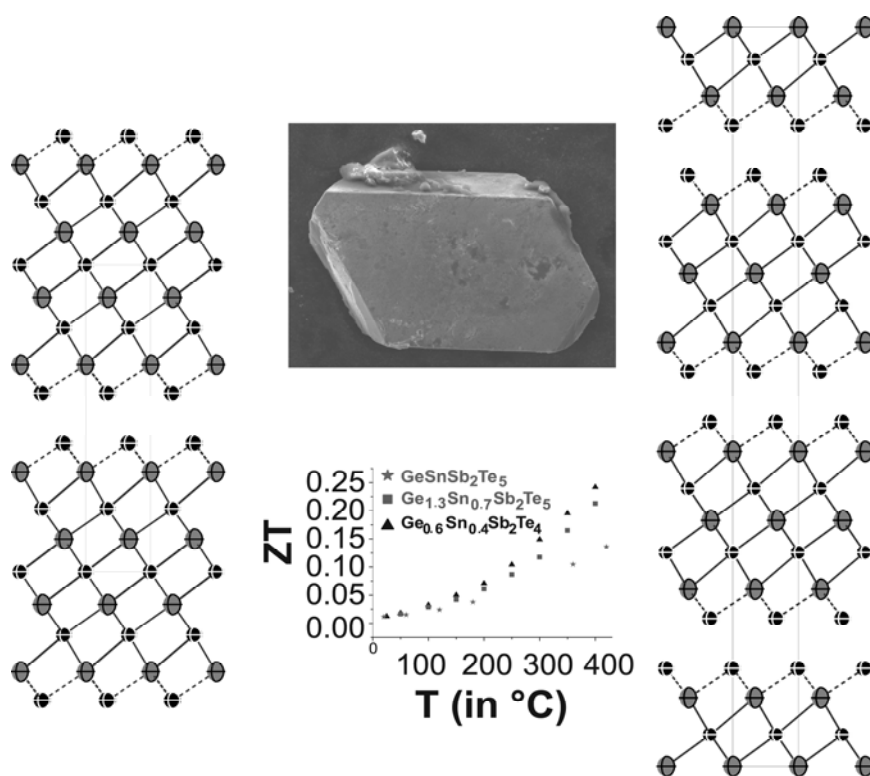 GeSnSb₂Te₅
Ge₁.₃Sn₀.₇Sb₂Te₅
Ge₀.₆Sn₀.₄Sb₂Te₄
ZT
0.25
0.20
0.15
0.10
0.05
0.00
0 100 200 300 400
T (in °C)